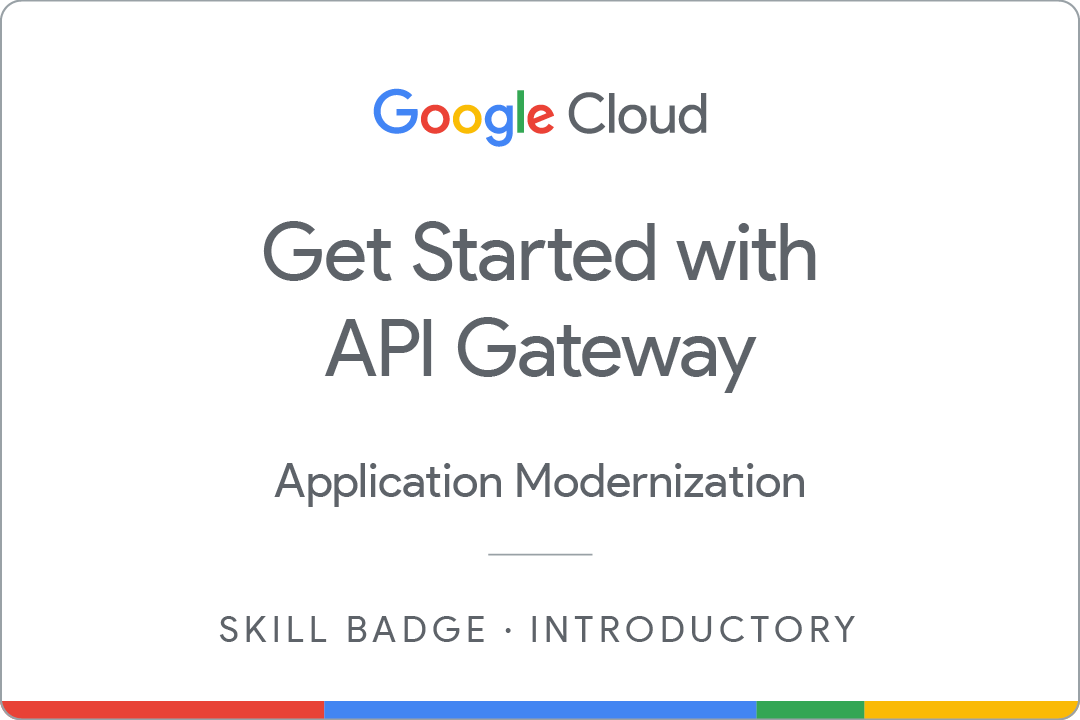 Google Cloud
Get Started with
API Gateway
Application Modernization
SKILL BADGE · INTRODUCTORY